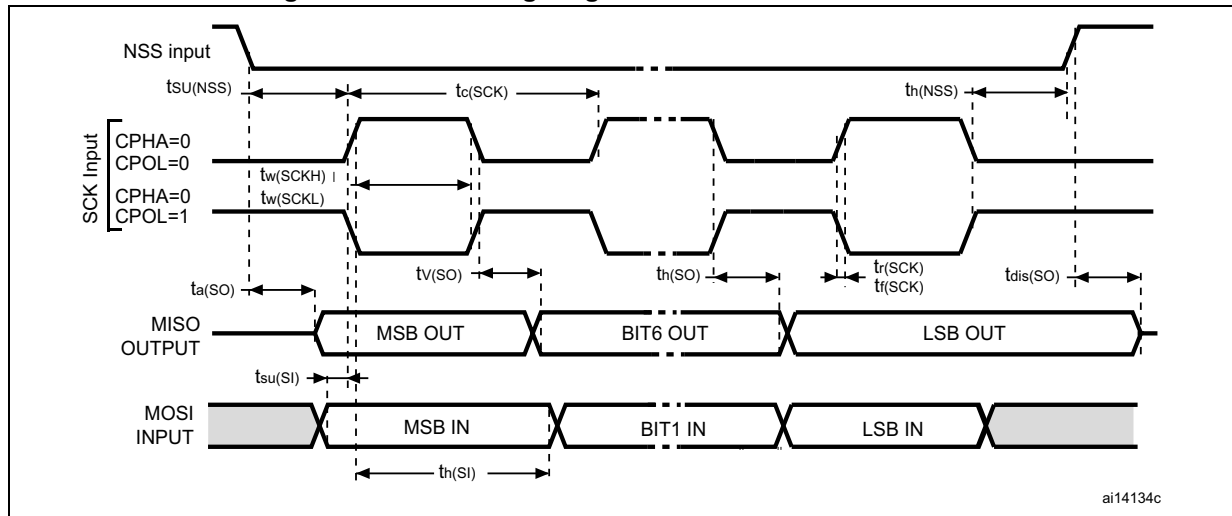 NSS input
tSU(NSS)
tc(SCK)
th(NSS)
SCK Input
CPHA=0
CPOL=0
tw(SCKH)
CPHA=0
tw(SCKL)
CPOL=1
tV(SO)
th(SO)
tr(SCK)
tf(SCK)
tdis(SO)
ta(SO)
MISO
OUTPUT
MSB OUT
BIT6 OUT
LSB OUT
tsu(SI)
MOSI
INPUT
MSB IN
BIT1 IN
LSB IN
th(SI)
ai14134c